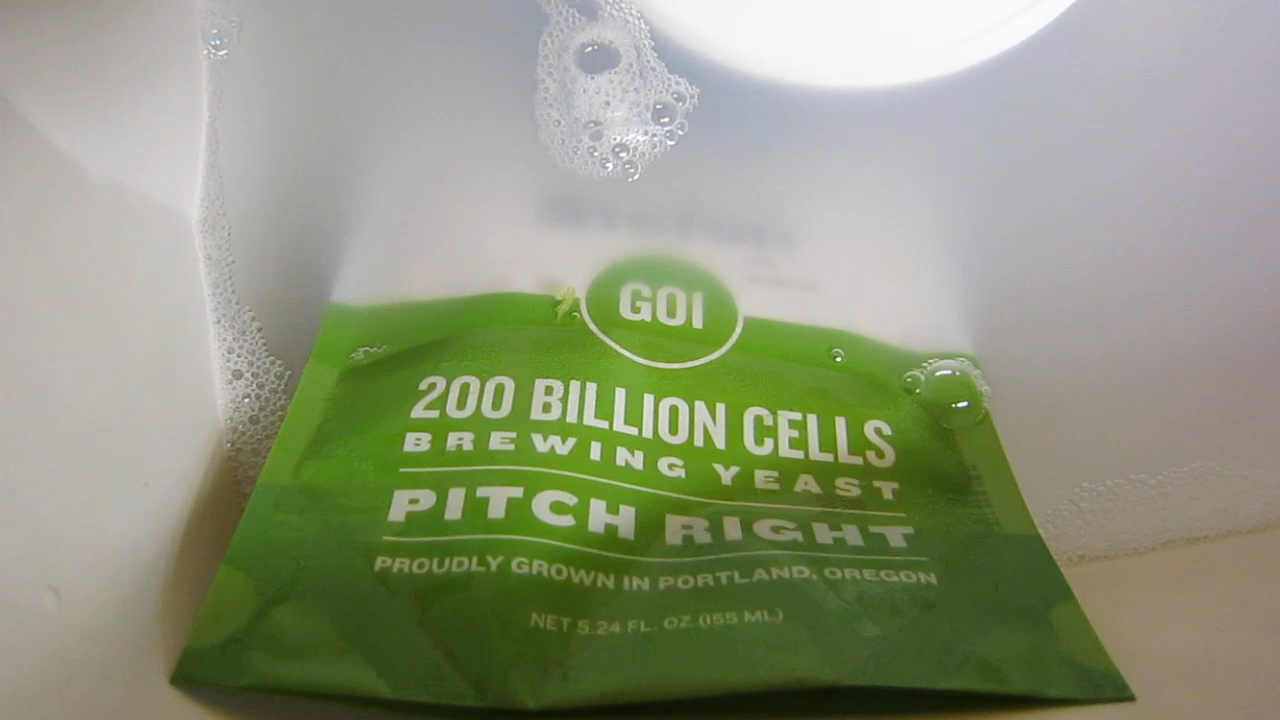 G01
200 BILLION CELLS
BREWING YEAST
PITCH RIGHT
PROUDLY GROWN IN PORTLAND, OREGON
NET 5.24 FL. OZ. (155 ML)